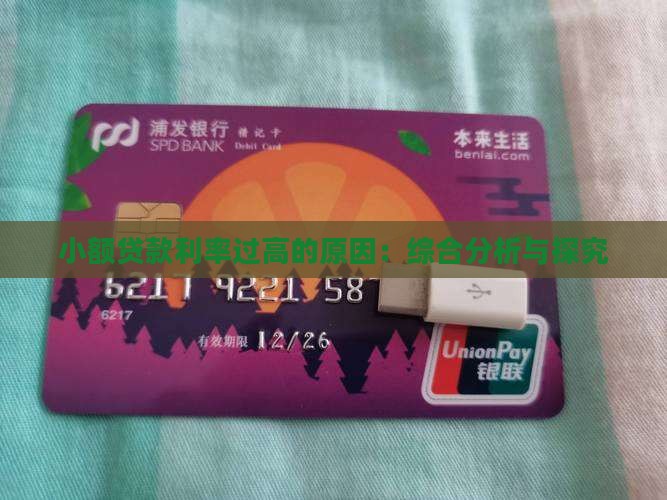 浦发银行 借记卡
SPD BANK Debit Card
本来生活
benlai.com
小额贷款利率过高的原因：综合分析与探究
6217 9221 58
6217
有效期限 12/26
UnionPay
银联